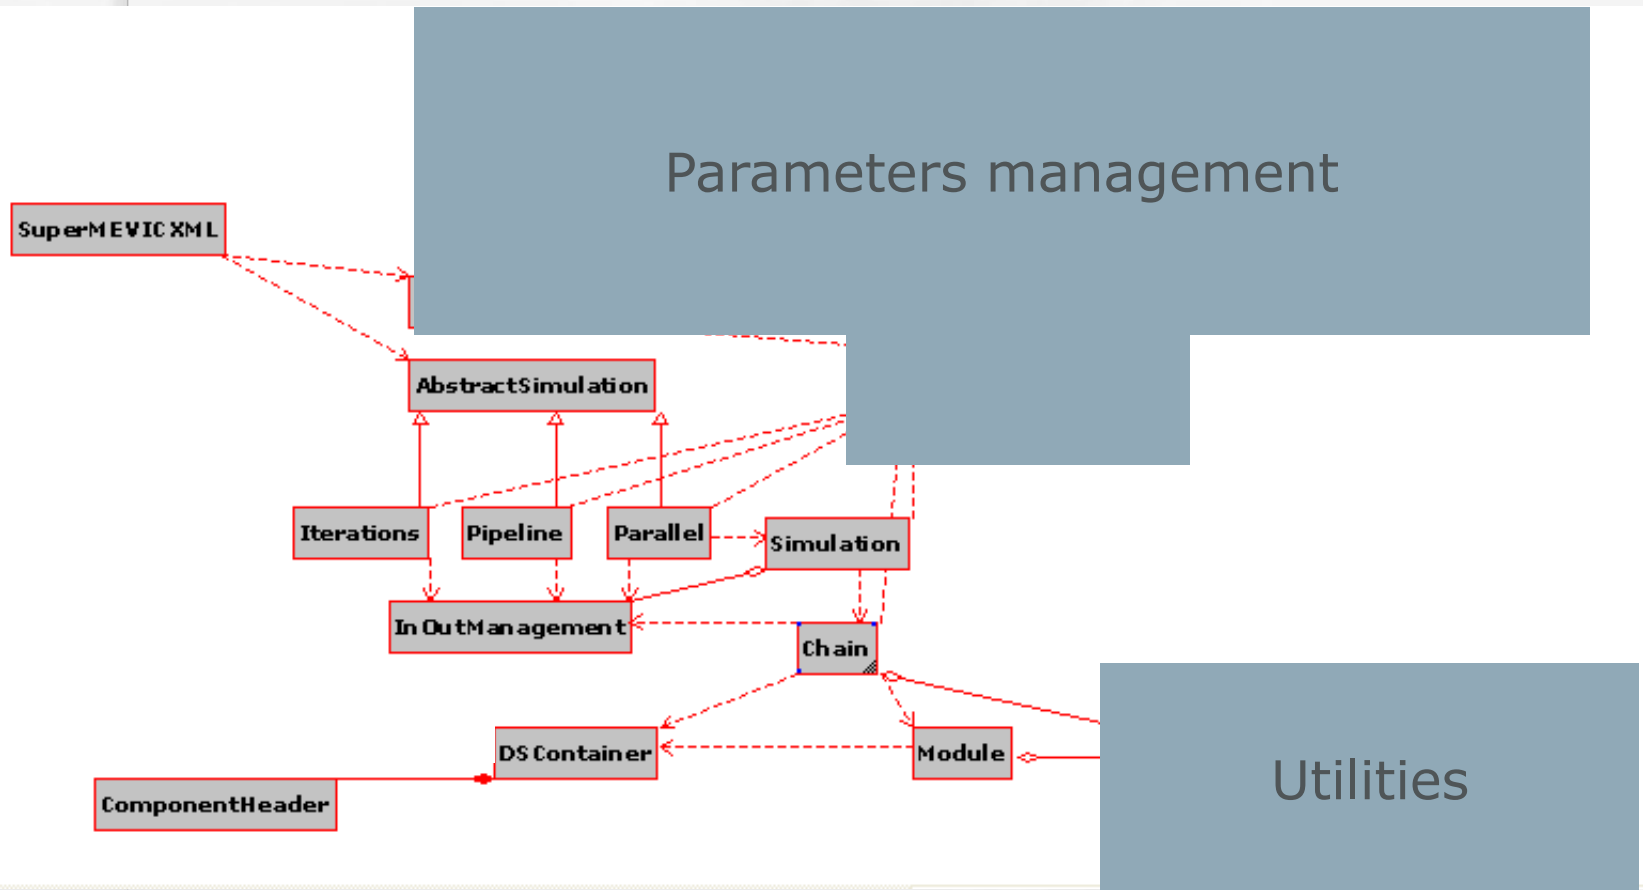 Parameters management
SuperMEVICXML
AbstractSimulation
Iterations
Pipeline
Parallel
Simulation
InOutManagement
Chain
DSContainer
Module
Utilities
ComponentHeader